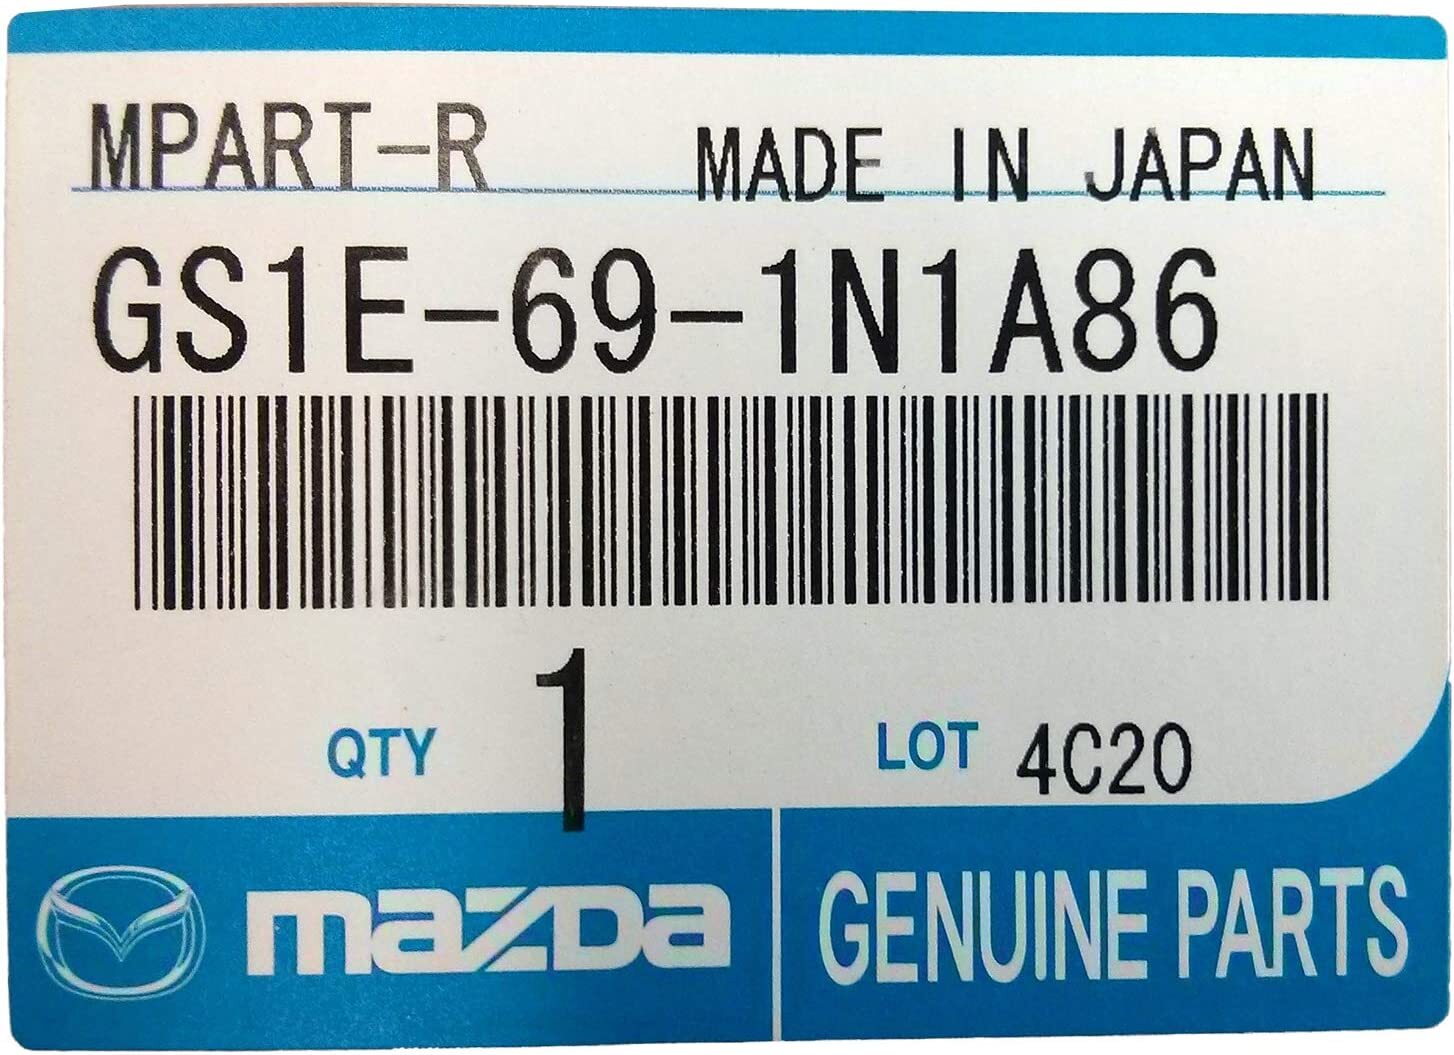 MPART-R MADE IN JAPAN
GS1E-69-1N1A86
QTY 1 LOT 4C20
mazda GENUINE PARTS